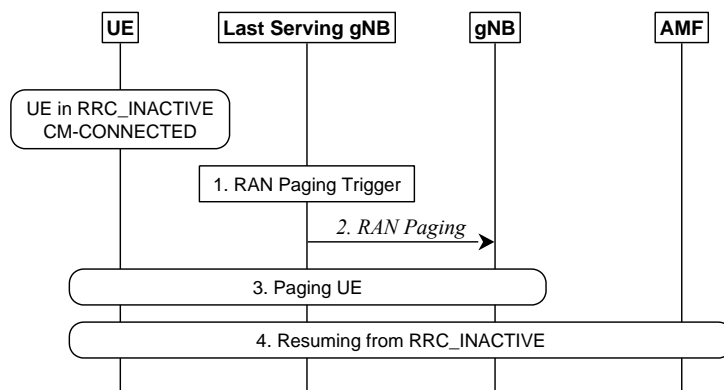 UE
Last Serving gNB
gNB
AMF
UE in RRC_INACTIVE
CM-CONNECTED
1. RAN Paging Trigger
2. RAN Paging
3. Paging UE
4. Resuming from RRC_INACTIVE